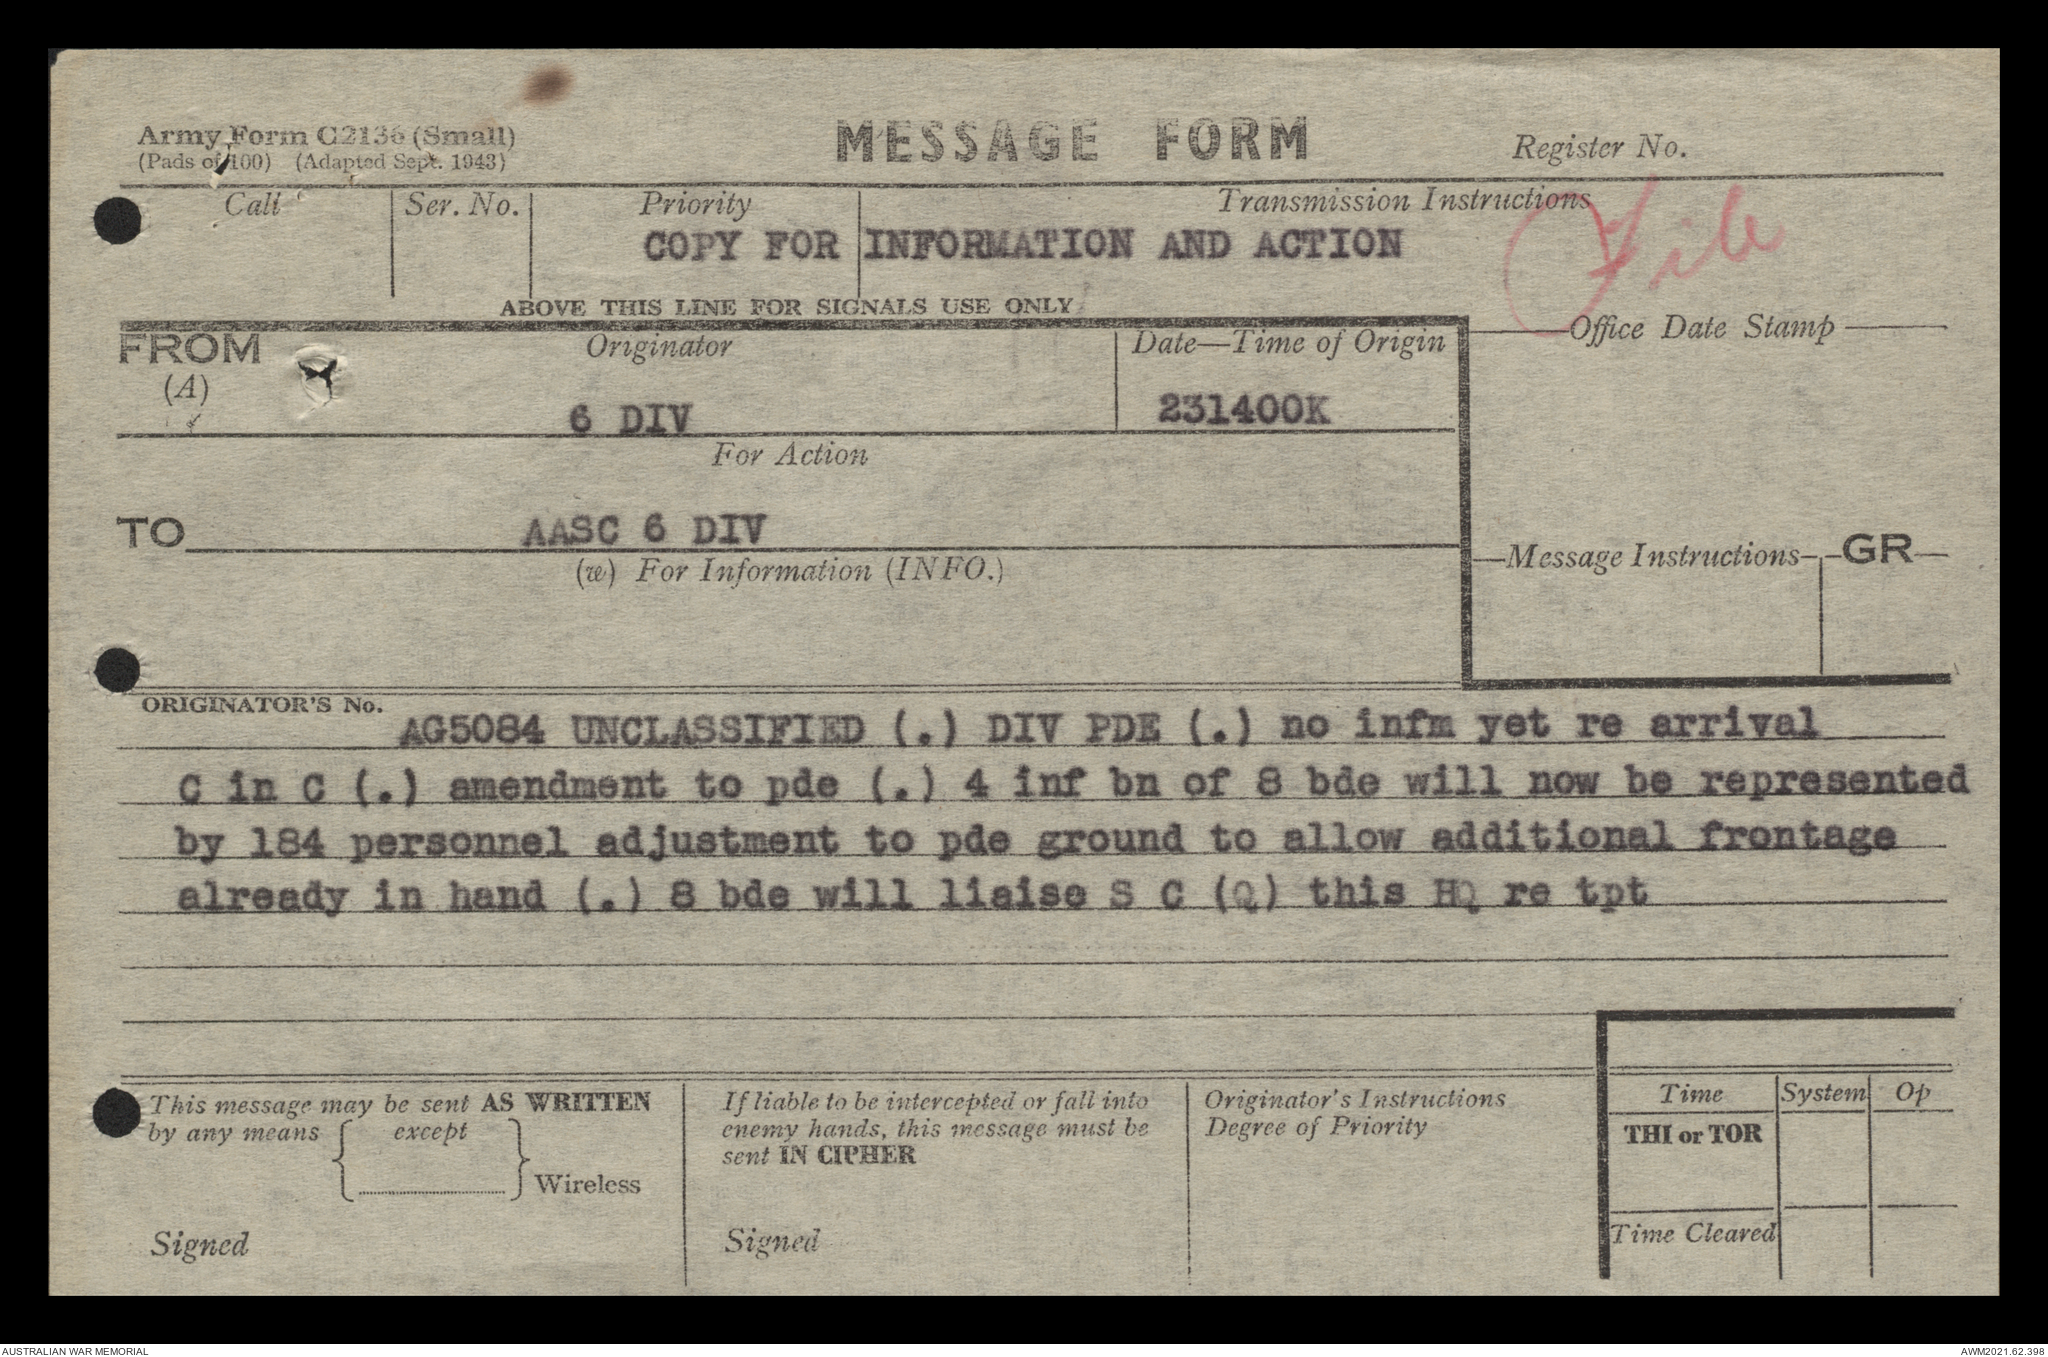 Army Form C2136 (Small)
(Pads of 100) (Adapted Sept. 1943)
MESSAGE FORM
Register No.
Call
Ser. No.
Priority
Transmission Instructions
COPY FOR INFORMATION AND ACTION
File
ABOVE THIS LINE FOR SIGNALS USE ONLY
FROM
(A)
Originator
Date—Time of Origin
Office Date Stamp
6 DIV
231400K
For Action
TO
AASC 6 DIV
(w) For Information (INFO.)
Message Instructions
GR
ORIGINATOR'S No.
AG5084 UNCLASSIFIED (.) DIV PDE (.) no infm yet re arrival
C in C (.) amendment to pde (.) 4 inf bn of 8 bde will now be represented
by 184 personnel adjustment to pde ground to allow additional frontage
already in hand (.) 8 bde will liaise S C (Q) this HQ re tpt
This message may be sent AS WRITTEN
by any means except
Wireless
Signed
If liable to be intercepted or fall into
enemy hands, this message must be
sent IN CIPHER
Signed
Originator's Instructions
Degree of Priority
Time
System
Op
THI or TOR
Time Cleared
AUSTRALIAN WAR MEMORIAL
AWM2021.62.398